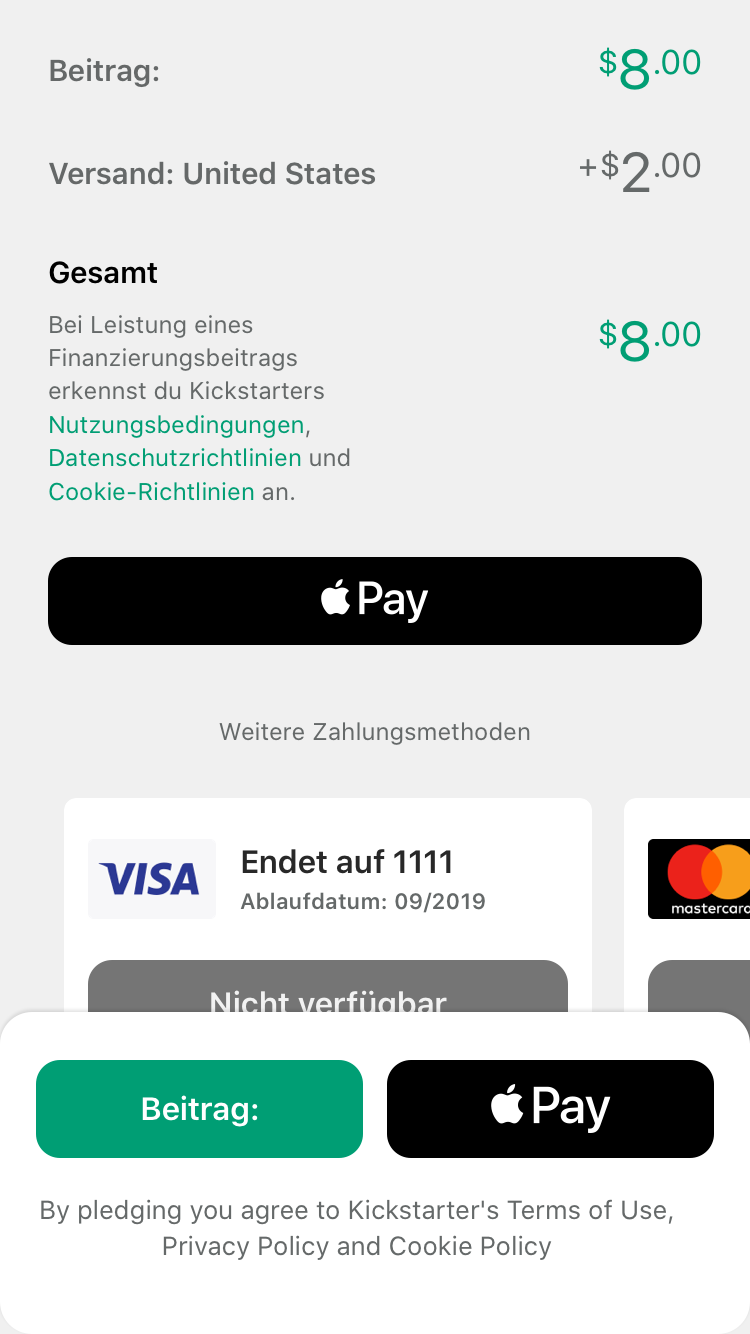 Beitrag: $8.00
Versand: United States +$2.00
Gesamt
Bei Leistung eines
Finanzierungsbeitrags
erkennst du Kickstarters
Nutzungsbedingungen,
Datenschutzrichtlinien und
Cookie-Richtlinien an.
$8.00
Pay
Weitere Zahlungsmethoden
VISA
Endet auf 1111
Ablaufdatum: 09/2019
mastercard
Nicht verfügbar
Beitrag:
Pay
By pledging you agree to Kickstarter's Terms of Use,
Privacy Policy and Cookie Policy